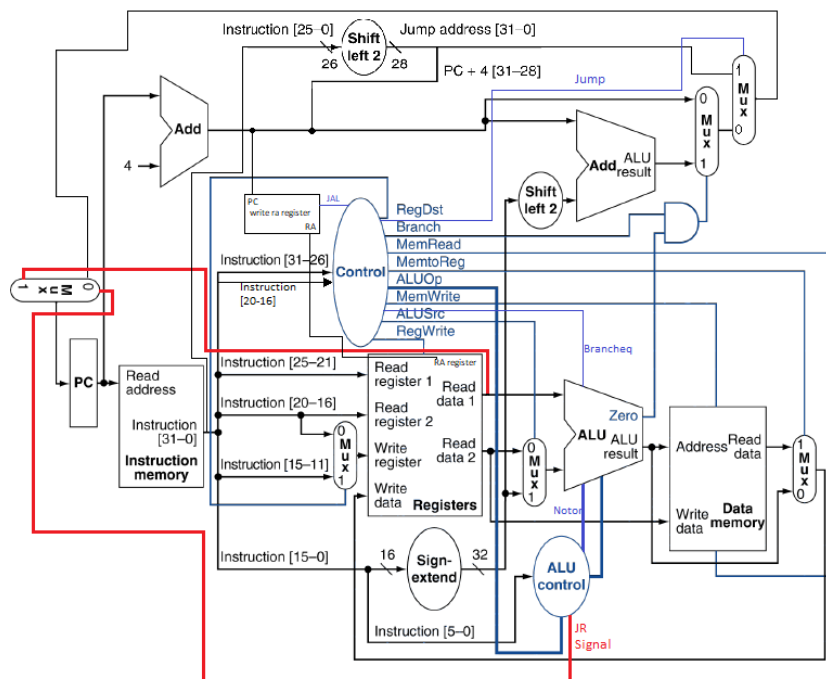 Instruction [25–0]
Shift
left 2
Jump address [31–0]
26
28
PC + 4 [31–28]
Jump
1
M
u
x
0
Add
4
0
M
u
x
1
Add
ALU
result
Shift
left 2
PC
write ra register
RA
JAL
RegDst
Branch
MemRead
MemtoReg
ALUOp
MemWrite
ALUSrc
RegWrite
Control
Instruction [31–26]
Instruction
[20-16]
1
M
u
x
0
PC
Read
address
Instruction
[31–0]
Instruction
memory
Instruction [25–21]
Instruction [20–16]
Instruction [15–11]
0
M
u
x
1
RA register
Read
register 1
Read
data 1
Read
register 2
Write
register
Read
data 2
Write
data
Registers
0
M
u
x
1
Brancheq
Zero
ALU
ALU
result
Notor
Address
Read
data
Write
data
Data
memory
1
M
u
x
0
Instruction [15–0]
16
Sign-
extend
32
ALU
control
Instruction [5–0]
JR
Signal